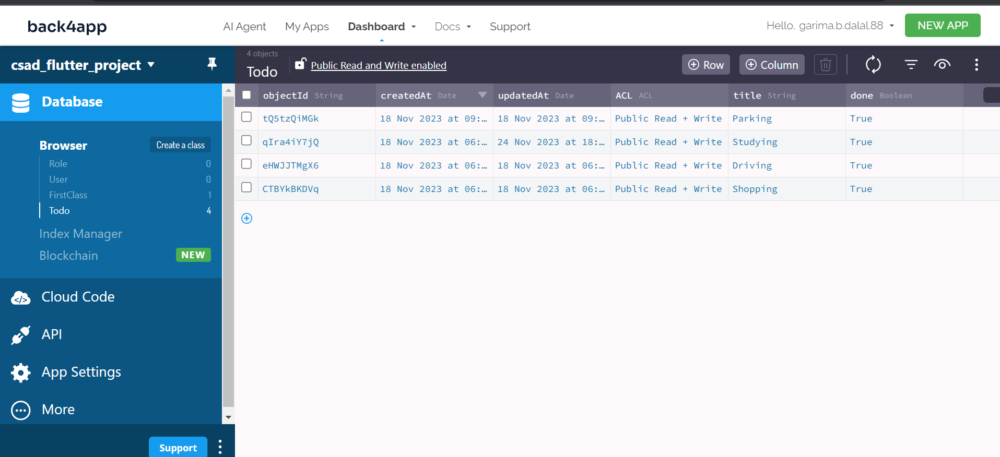 back4app AI Agent My Apps Dashboard Docs Support Hello, garima.b.dalal.88 NEW APP
csad_flutter_project
Database
Browser Create a class
Role 0
User 0
FirstClass 1
Todo 4
Index Manager
Blockchain NEW
Cloud Code
API
App Settings
More
Support
4 objects
Todo Public Read and Write enabled Row Column
objectId String createdAt Date updatedAt Date ACL ACL title String done Boolean
tQ5tzQiMGk 18 Nov 2023 at 09:… 18 Nov 2023 at 09:… Public Read + Write Parking True
qIra4iY7jQ 18 Nov 2023 at 06:… 24 Nov 2023 at 18:… Public Read + Write Studying True
eHWJJTMgX6 18 Nov 2023 at 06:… 18 Nov 2023 at 06:… Public Read + Write Driving True
CTBYkBKDVq 18 Nov 2023 at 06:… 18 Nov 2023 at 06:… Public Read + Write Shopping True